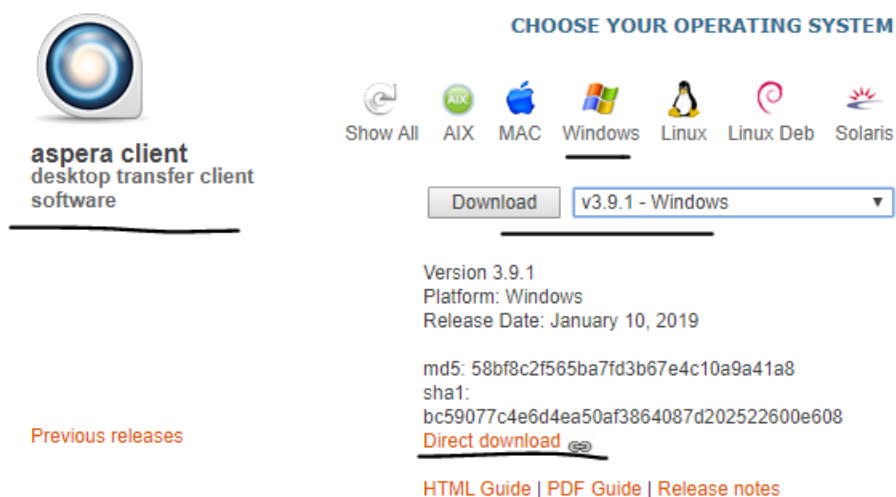 CHOOSE YOUR OPERATING SYSTEM
AIX
Show All AIX MAC Windows Linux Linux Deb Solaris
aspera client
desktop transfer client
software
Download v3.9.1 - Windows
Version 3.9.1
Platform: Windows
Release Date: January 10, 2019
md5: 58bf8c2f565ba7fd3b67e4c10a9a41a8
sha1:
bc59077c4e6d4ea50af3864087d202522600e608
Previous releases
Direct download
HTML Guide | PDF Guide | Release notes